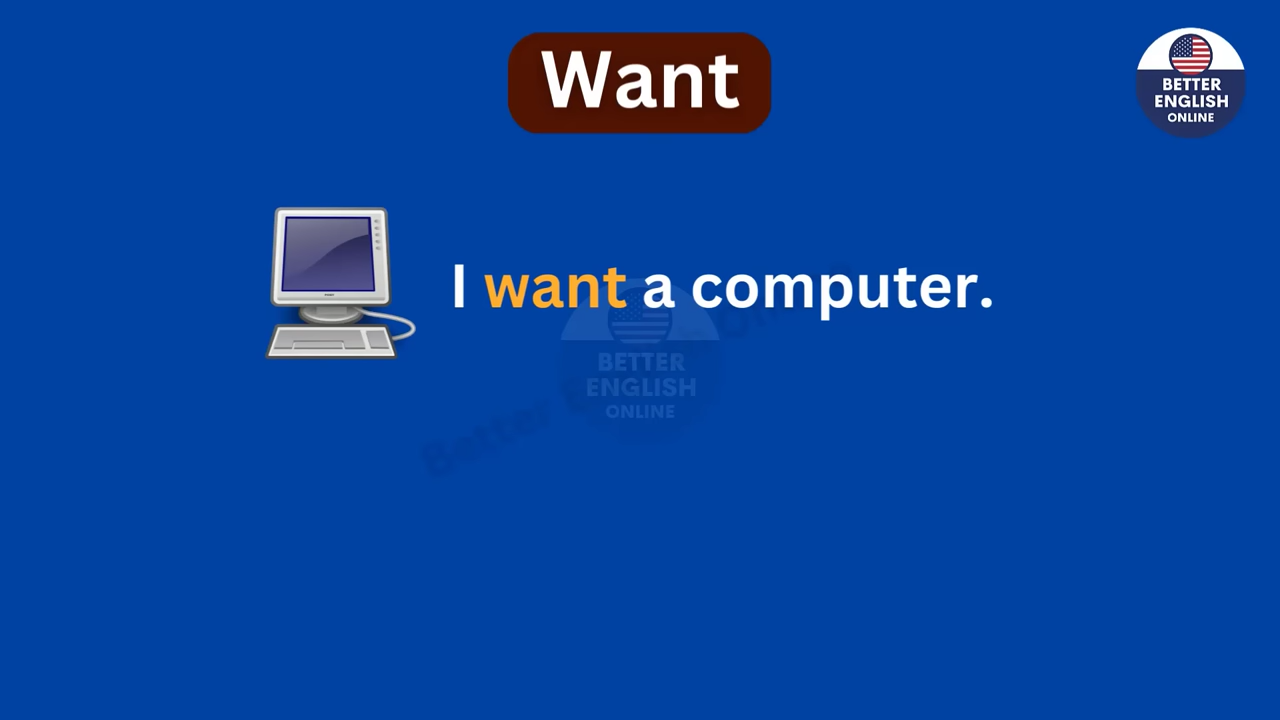 Want
BETTER
ENGLISH
ONLINE
I want a computer.
BETTER
ENGLISH
ONLINE